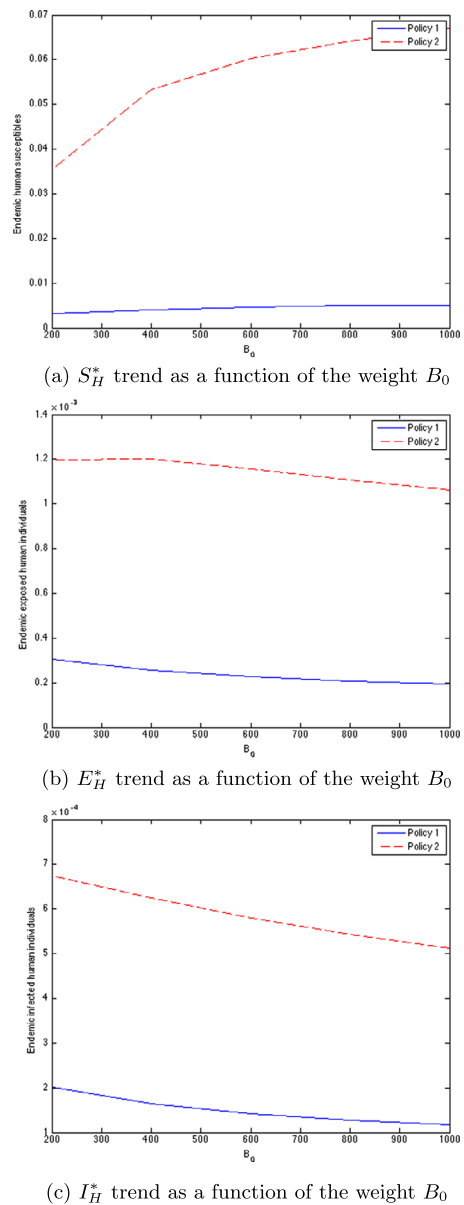 0.07
Policy 1
Policy 2
0.06
0.05
0.04
0.03
0.02
0.01
0
Endemic human susceptibles
200 300 400 500 600 700 800 900 1000
B₀
(a) S*_H trend as a function of the weight B₀
× 10⁻³
1.4
Policy 1
Policy 2
1.2
1
0.8
0.6
0.4
0.2
0
Endemic exposed human individuals
200 300 400 500 600 700 800 900 1000
B₀
(b) E*_H trend as a function of the weight B₀
× 10⁻⁴
8
Policy 1
Policy 2
7
6
5
4
3
2
1
Endemic infected human individuals
200 300 400 500 600 700 800 900 1000
B₀
(c) I*_H trend as a function of the weight B₀